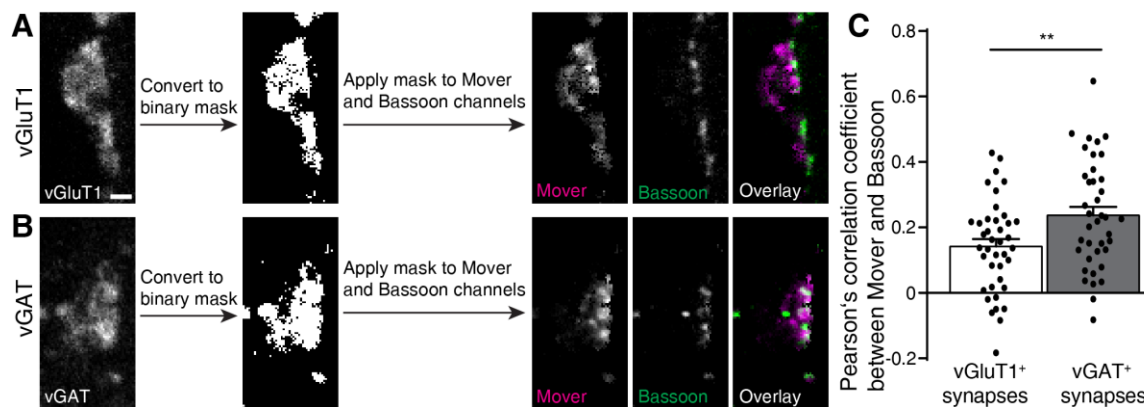 A
vGluT1
vGluT1
Convert to
binary mask
Apply mask to Mover
and Bassoon channels
Mover
Bassoon
Overlay
B
vGAT
vGAT
Convert to
binary mask
Apply mask to Mover
and Bassoon channels
Mover
Bassoon
Overlay
C
Pearson‘s correlation coefficient
between Mover and Bassoon
0.8
0.6
0.4
0.2
0
-0.2
**
vGluT1⁺
synapses
vGAT⁺
synapses